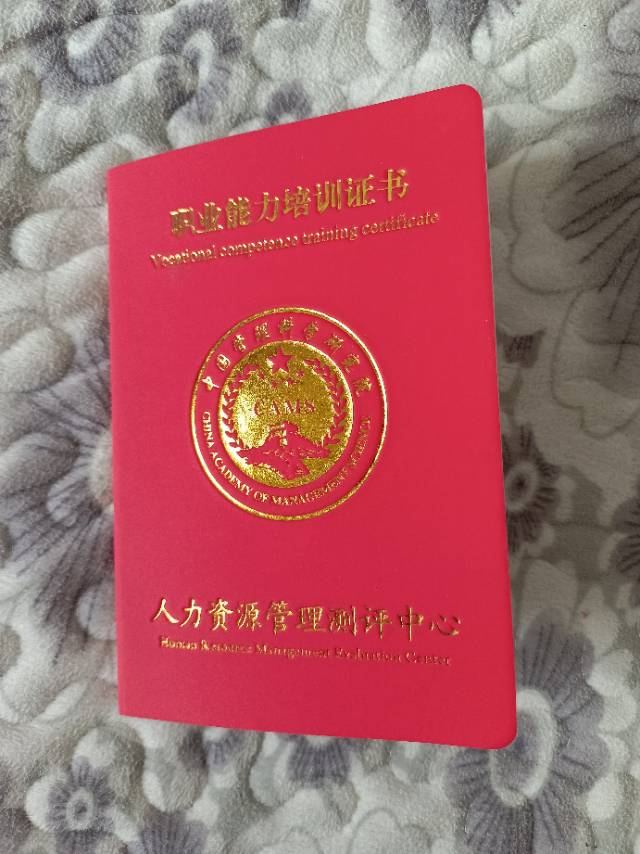 职业能力培训证书
Vocational competence training certificate
中国管理科学研究院
CAMS
CHINA ACADEMY OF MANAGEMENT SCIENCY
人力资源管理测评中心
Human Resource Management Evaluation Center